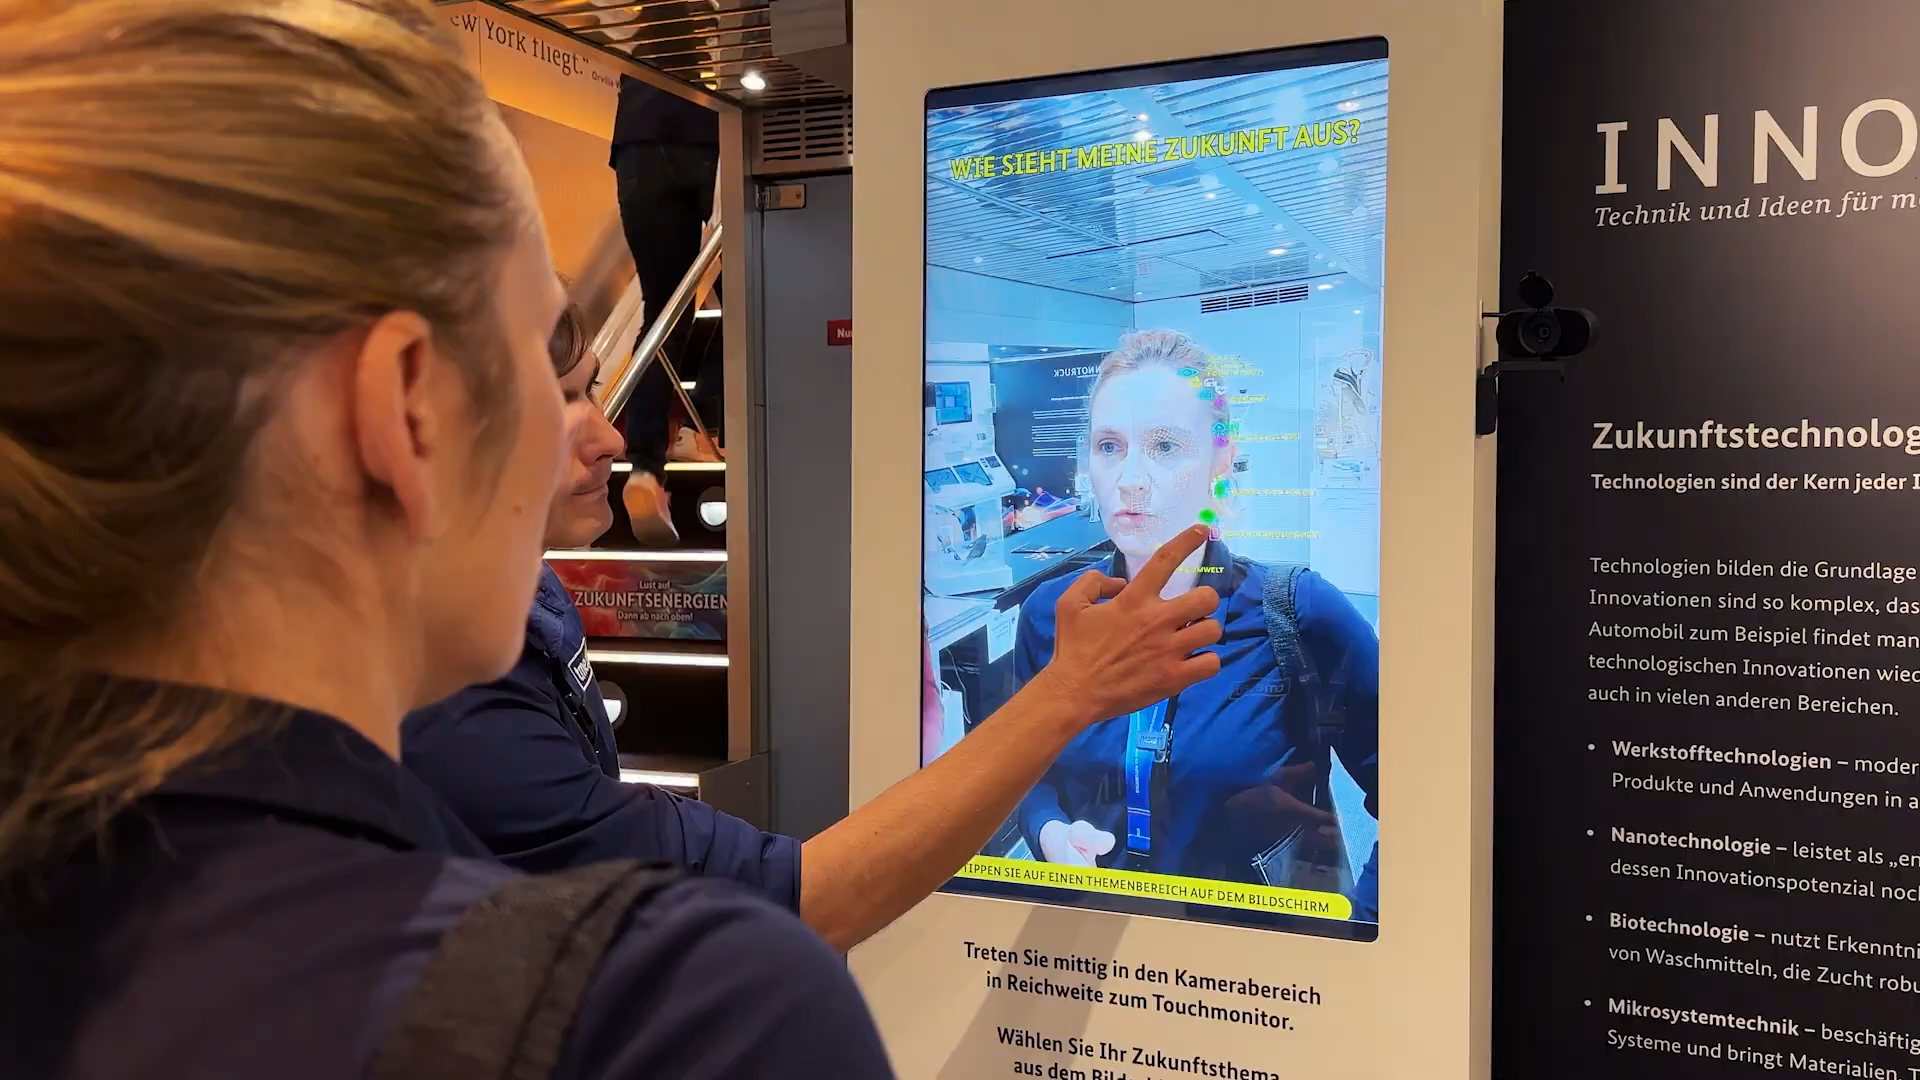 York fliegt."
WIE SIEHT MEINE ZUKUNFT AUS?
INNOTRUCK
UMWELT
TIPPEN SIE AUF EINEN THEMENBEREICH AUF DEM BILDSCHIRM
Treten Sie mittig in den Kamerabereich
in Reichweite zum Touchmonitor.
Wählen Sie Ihr Zukunftsthema
aus dem
Lust auf
ZUKUNFTSENERGIEN
Dann ab nach oben!
INNO
Technik und Ideen für m
Zukunftstechnolog
Technologien sind der Kern jeder I
Technologien bilden die Grundlage
Innovationen sind so komplex, das
Automobil zum Beispiel findet man
technologischen Innovationen wied
auch in vielen anderen Bereichen.
• Werkstofftechnologien – moder
Produkte und Anwendungen in a
• Nanotechnologie – leistet als „en
dessen Innovationspotenzial noch
• Biotechnologie – nutzt Erkenntni
von Waschmitteln, die Zucht robu
• Mikrosystemtechnik – beschäftig
Systeme und bringt Materialien, T